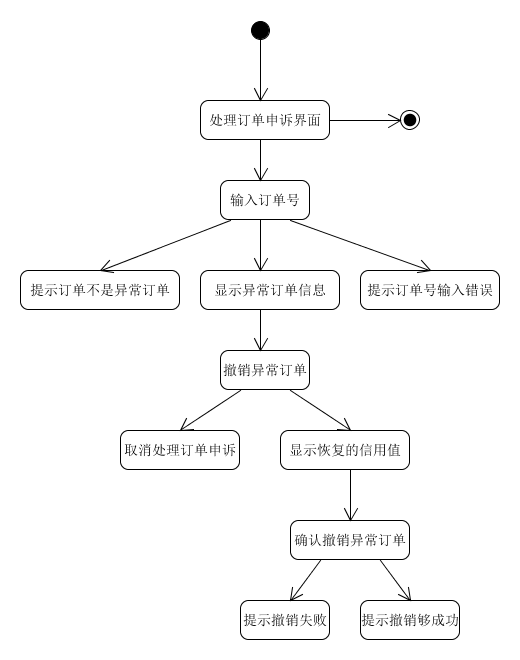 处理订单申诉界面
输入订单号
提示订单不是异常订单
显示异常订单信息
提示订单号输入错误
撤销异常订单
取消处理订单申诉
显示恢复的信用值
确认撤销异常订单
提示撤销失败
提示撤销够成功